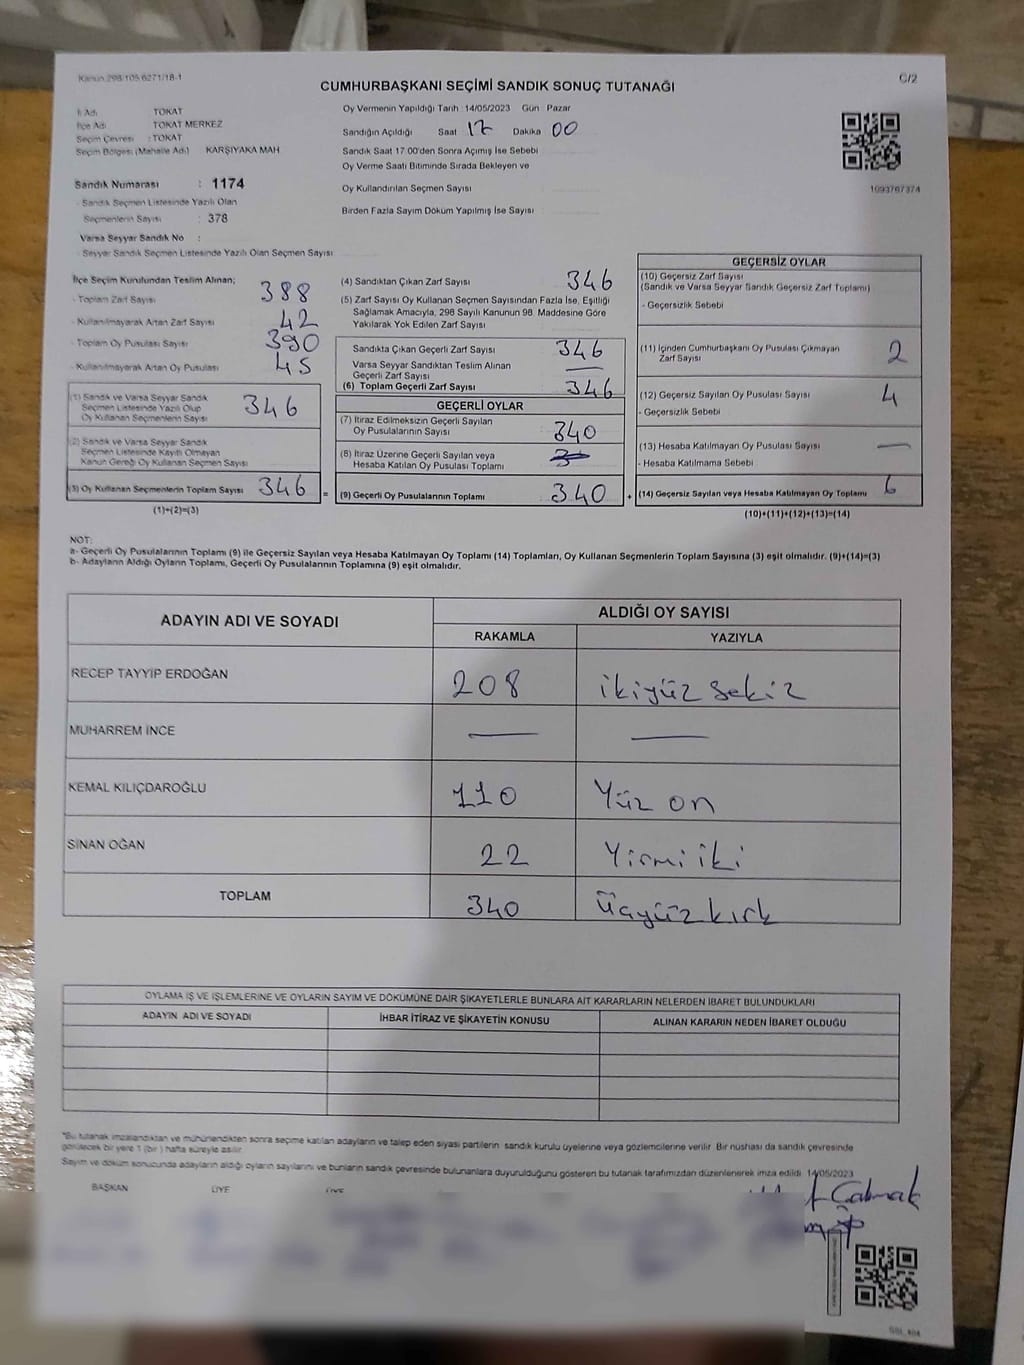 Kanun 298/105 6271/18-1
C/2
CUMHURBAŞKANI SEÇİMİ SANDIK SONUÇ TUTANAĞI
İl Adı TOKAT
İlçe Adı TOKAT MERKEZ
Seçim Çevresi : TOKAT
Seçim Bölgesi (Mahalle Adı) KARŞIYAKA MAH
Sandık Numarası : 1174
- Sandık Seçmen Listesinde Yazılı Olan
Seçmenlerin Sayısı : 378
Varsa Seyyar Sandık No :
- Seyyar Sandık Seçmen Listesinde Yazılı Olan Seçmen Sayısı
Oy Vermenin Yapıldığı Tarih :14/05/2023 Gün : Pazar
Sandığın Açıldığı Saat 17 Dakika 00
Sandık Saat 17:00'den Sonra Açımış İse Sebebi
Oy Verme Saati Bitiminde Sırada Bekleyen ve
Oy Kullandırılan Seçmen Sayısı
Birden Fazla Sayım Döküm Yapılmış İse Sayısı
1093767374
İlçe Seçim Kurulundan Teslim Alınan;
- Toplam Zarf Sayısı 388
- Kullanılmayarak Artan Zarf Sayısı 42
- Toplam Oy Pusulası Sayısı 390
- Kullanılmayarak Artan Oy Pusulası 45
(1) Sandık ve Varsa Seyyar Sandık
Seçmen Listesinde Yazılı Olup
Oy Kullanan Seçmenlerin Sayısı 346
(2) Sandık ve Varsa Seyyar Sandık
Seçmen Listesinde Kayıtlı Olmayan
Kanun Gereği Oy Kullanan Seçmen Sayısı
(3) Oy Kullanan Seçmenlerin Toplam Sayısı 346 =
(1)+(2)=(3)
(4) Sandıktan Çıkan Zarf Sayısı 346
(5) Zarf Sayısı Oy Kullanan Seçmen Sayısından Fazla İse, Eşitliği
Sağlamak Amacıyla, 298 Sayılı Kanunun 98. Maddesine Göre
Yakılarak Yok Edilen Zarf Sayısı
Sandıkta Çıkan Geçerli Zarf Sayısı 346
Varsa Seyyar Sandıktan Teslim Alınan
Geçerli Zarf Sayısı —
(6) Toplam Geçerli Zarf Sayısı 346
GEÇERLİ OYLAR
(7) İtiraz Edilmeksizin Geçerli Sayılan
Oy Pusulalarının Sayısı 340
(8) İtiraz Üzerine Geçerli Sayılan veya
Hesaba Katılan Oy Pusulası Toplamı
(9) Geçerli Oy Pusulalarının Toplamı 340 +
GEÇERSİZ OYLAR
(10) Geçersiz Zarf Sayısı
(Sandık ve Varsa Seyyar Sandık Geçersiz Zarf Toplamı)
- Geçersizlik Sebebi
(11) İçinden Cumhurbaşkanı Oy Pusulası Çıkmayan
Zarf Sayısı 2
(12) Geçersiz Sayılan Oy Pusulası Sayısı 4
- Geçersizlik Sebebi
(13) Hesaba Katılmayan Oy Pusulası Sayısı —
- Hesaba Katılmama Sebebi
(14) Geçersiz Sayılan veya Hesaba Katılmayan Oy Toplamı 6
(10)+(11)+(12)+(13)=(14)
NOT:
a- Geçerli Oy Pusulalarının Toplamı (9) ile Geçersiz Sayılan veya Hesaba Katılmayan Oy Toplamı (14) Toplamları, Oy Kullanan Seçmenlerin Toplam Sayısına (3) eşit olmalıdır. (9)+(14)=(3)
b- Adayların Aldığı Oyların Toplamı, Geçerli Oy Pusulalarının Toplamına (9) eşit olmalıdır.
ADAYIN ADI VE SOYADI ALDIĞI OY SAYISI
RAKAMLA YAZIYLA
RECEP TAYYİP ERDOĞAN 208 ikiyüz sekiz
MUHARREM İNCE — —
KEMAL KILIÇDAROĞLU 110 Yüz on
SİNAN OĞAN 22 Yirmi iki
TOPLAM 340 Üçyüz kırk
OYLAMA İŞ VE İŞLEMLERİNE VE OYLARIN SAYIM VE DÖKÜMÜNE DAİR ŞİKAYETLERLE BUNLARA AİT KARARLARIN NELERDEN İBARET BULUNDUKLARI
ADAYIN ADI VE SOYADI İHBAR İTİRAZ VE ŞİKAYETİN KONUSU ALINAN KARARIN NEDEN İBARET OLDUĞU
*Bu tutanak imzalandıktan ve mühürlendikten sonra seçime katılan adayların ve talep eden siyasi partilerin sandık kurulu üyelerine veya gözlemcilerine verilir. Bir nüshası da sandık çevresinde
görülecek bir yere 1 (bir ) hafta süreyle asılır.
Sayım ve döküm sonucunda adayların aldığı oyların sayılarını ve bunların sandık çevresinde bulunanlara duyurulduğunu gösteren bu tutanak tarafımızdan düzenlenerek imza edildi. 14/05/2023
BAŞKAN ÜYE ÜYE
Çakmak